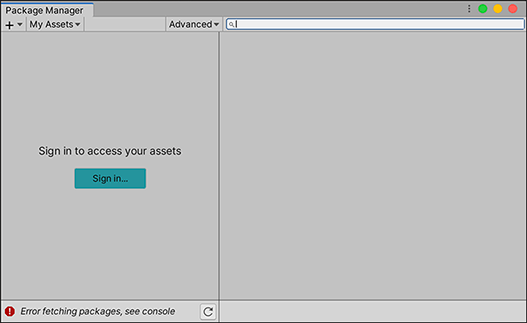 Package Manager
+ My Assets Advanced
Sign in to access your assets
Sign in...
Error fetching packages, see console